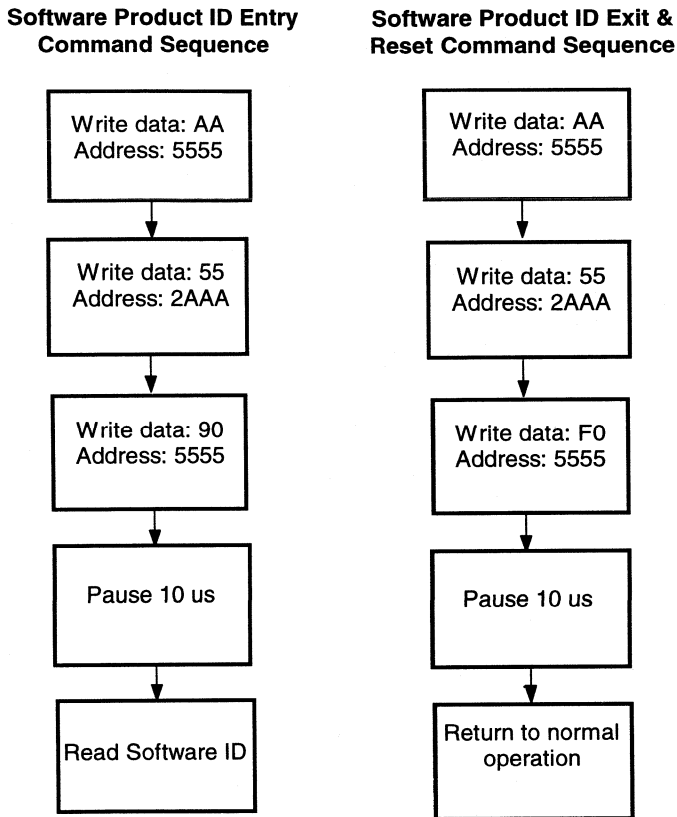 Software Product ID Entry
Command Sequence
Write data: AA
Address: 5555
Write data: 55
Address: 2AAA
Write data: 90
Address: 5555
Pause 10 us
Read Software ID
Software Product ID Exit &
Reset Command Sequence
Write data: AA
Address: 5555
Write data: 55
Address: 2AAA
Write data: F0
Address: 5555
Pause 10 us
Return to normal
operation